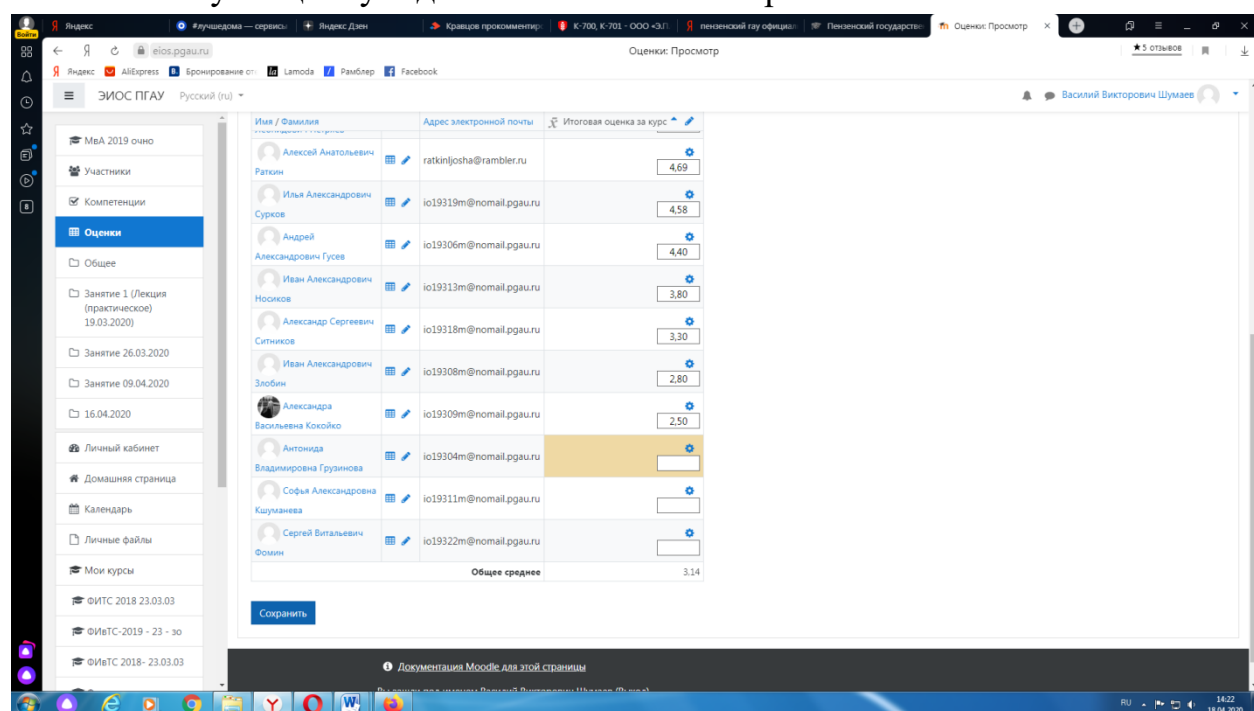 Яндекс
#лучшедома — сервисы
Яндекс Дзен
Кравцов прокомментир
К-700, К-701 - ООО «З.П.
пензенский гау официал
Пензенский государстве
Оценки: Просмотр
Войти
eios.pgau.ru
Оценки: Просмотр
★ 5 отзывов
Яндекс
AliExpress
Бронирование от
Lamoda
Рамблер
Facebook
ЭИОС ПГАУ
Русский (ru)
Василий Викторович Шумаев
МвА 2019 очно
Участники
Компетенции
Оценки
Общее
Занятие 1 (Лекция
(практическое)
19.03.2020)
Занятие 26.03.2020
Занятие 09.04.2020
16.04.2020
Личный кабинет
Домашняя страница
Календарь
Личные файлы
Мои курсы
ФИТС 2018 23.03.03
ФИвТС-2019 - 23 - зо
ФИвТС 2018- 23.03.03
Имя / Фамилия
Адрес электронной почты
Итоговая оценка за курс
Алексей Анатольевич
Раткин
ratkinljosha@rambler.ru
4,69
Илья Александрович
Сурков
io19319m@nomail.pgau.ru
4,58
Андрей
Александрович Гусев
io19306m@nomail.pgau.ru
4,40
Иван Александрович
Носиков
io19313m@nomail.pgau.ru
3,80
Александр Сергеевич
Ситников
io19318m@nomail.pgau.ru
3,30
Иван Александрович
Злобин
io19308m@nomail.pgau.ru
2,80
Александра
Васильевна Кокойко
io19309m@nomail.pgau.ru
2,50
Антонида
Владимировна Грузинова
io19304m@nomail.pgau.ru
Софья Александровна
Кшуманева
io19311m@nomail.pgau.ru
Сергей Витальевич
Фомин
io19322m@nomail.pgau.ru
Общее среднее
3.14
Сохранить
Документация Moodle для этой страницы
RU
14:22
18.04.2020